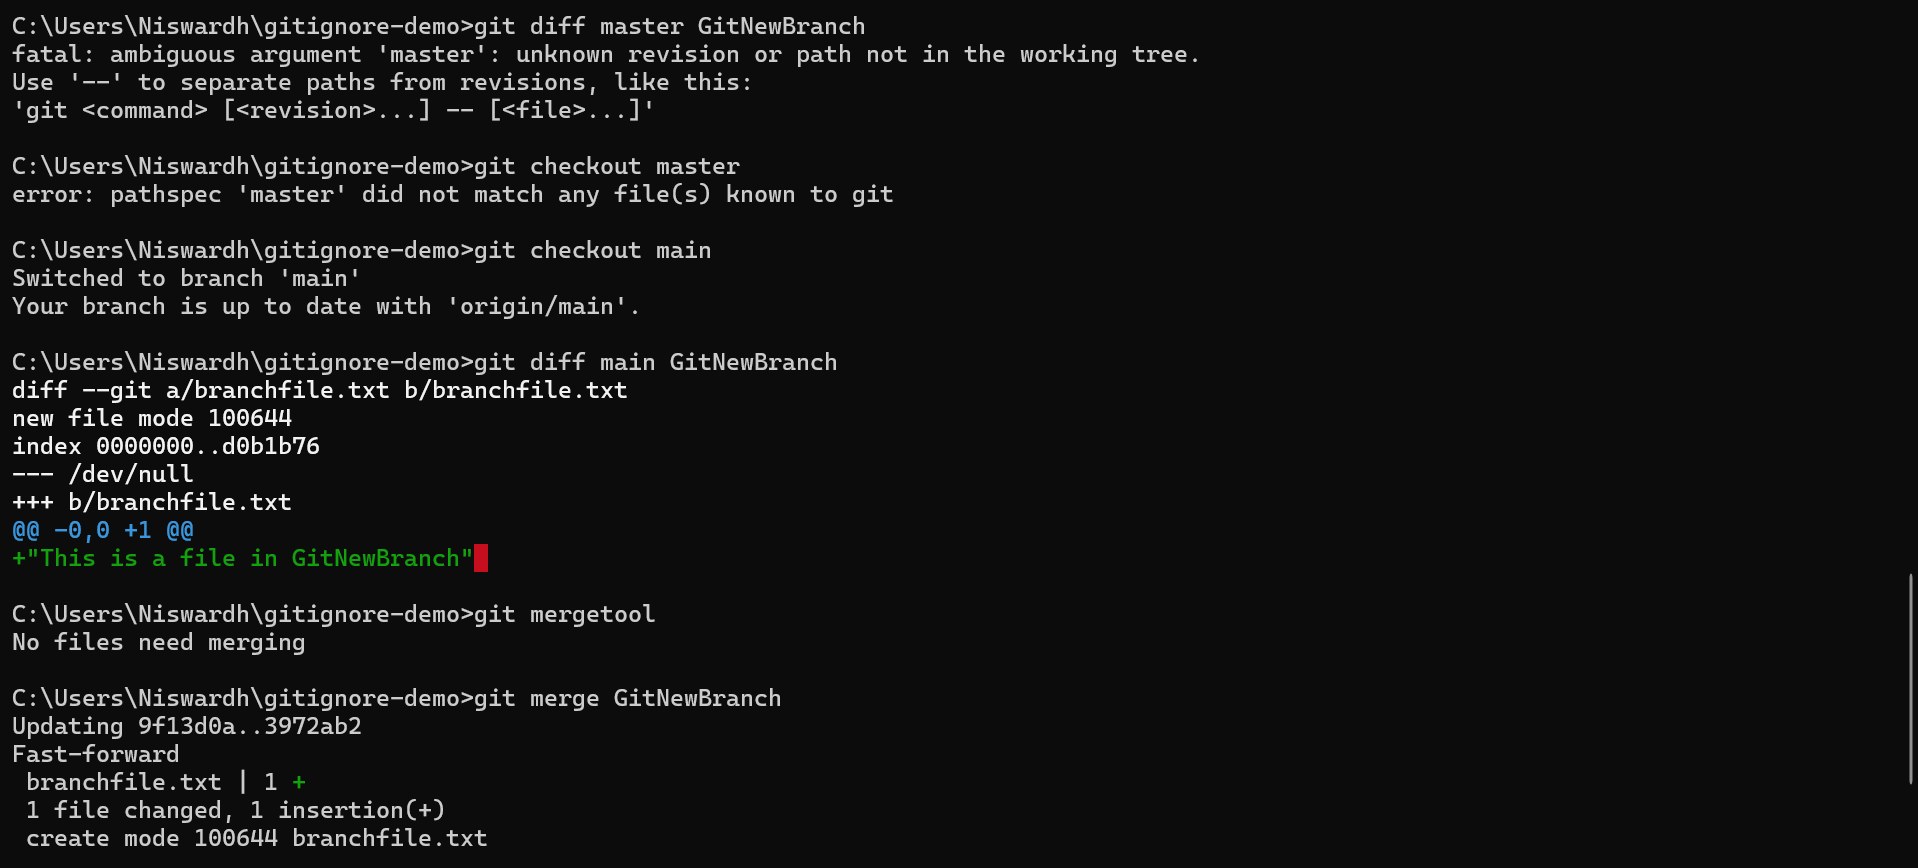 C:\Users\Niswardh\gitignore-demo>git diff master GitNewBranch
fatal: ambiguous argument 'master': unknown revision or path not in the working tree.
Use '--' to separate paths from revisions, like this:
'git <command> [<revision>...] -- [<file>...]'
C:\Users\Niswardh\gitignore-demo>git checkout master
error: pathspec 'master' did not match any file(s) known to git
C:\Users\Niswardh\gitignore-demo>git checkout main
Switched to branch 'main'
Your branch is up to date with 'origin/main'.
C:\Users\Niswardh\gitignore-demo>git diff main GitNewBranch
diff --git a/branchfile.txt b/branchfile.txt
new file mode 100644
index 0000000..d0b1b76
--- /dev/null
+++ b/branchfile.txt
@@ -0,0 +1 @@
+"This is a file in GitNewBranch"
C:\Users\Niswardh\gitignore-demo>git mergetool
No files need merging
C:\Users\Niswardh\gitignore-demo>git merge GitNewBranch
Updating 9f13d0a..3972ab2
Fast-forward
 branchfile.txt | 1 +
 1 file changed, 1 insertion(+)
 create mode 100644 branchfile.txt